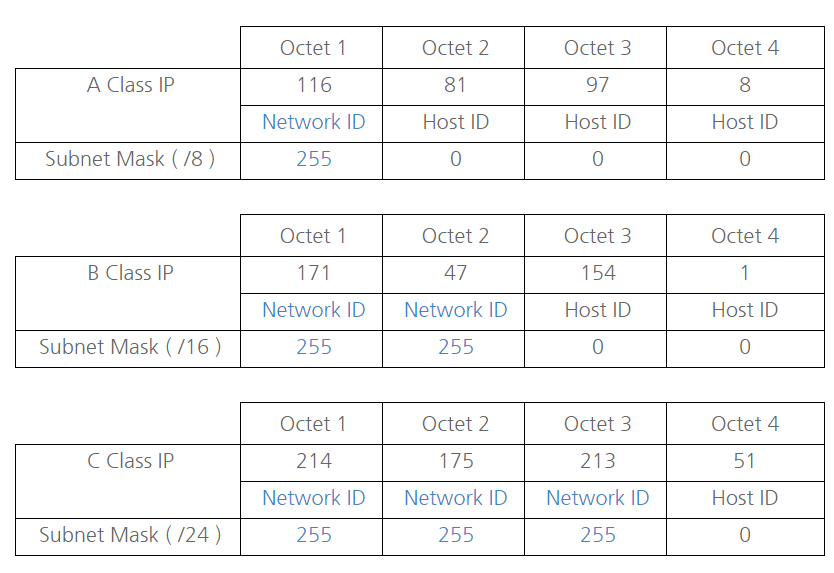 Octet 1 Octet 2 Octet 3 Octet 4
A Class IP 116 81 97 8
Network ID Host ID Host ID Host ID
Subnet Mask ( /8 ) 255 0 0 0
Octet 1 Octet 2 Octet 3 Octet 4
B Class IP 171 47 154 1
Network ID Network ID Host ID Host ID
Subnet Mask ( /16 ) 255 255 0 0
Octet 1 Octet 2 Octet 3 Octet 4
C Class IP 214 175 213 51
Network ID Network ID Network ID Host ID
Subnet Mask ( /24 ) 255 255 255 0